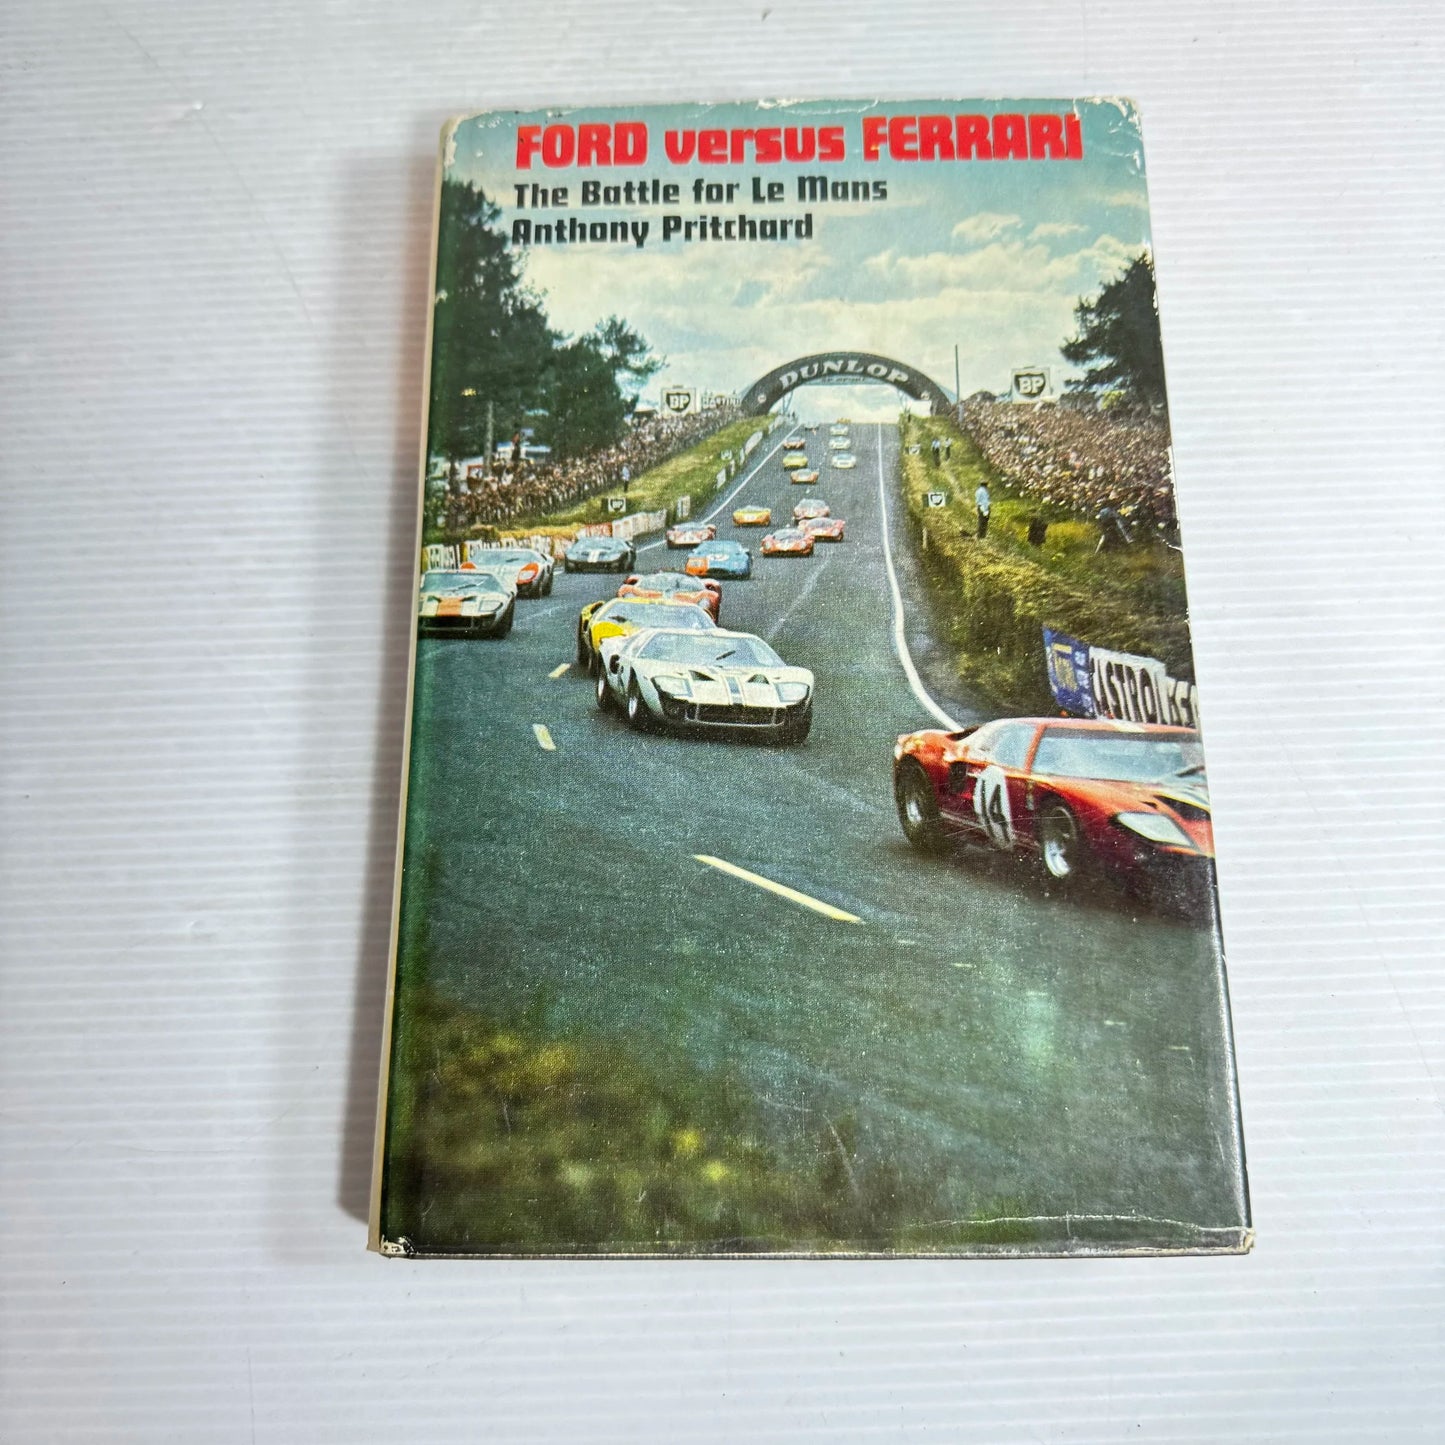 FORD versus FERRARI
The Battle for Le Mans
Anthony Pritchard
DUNLOP
BP
BP
14